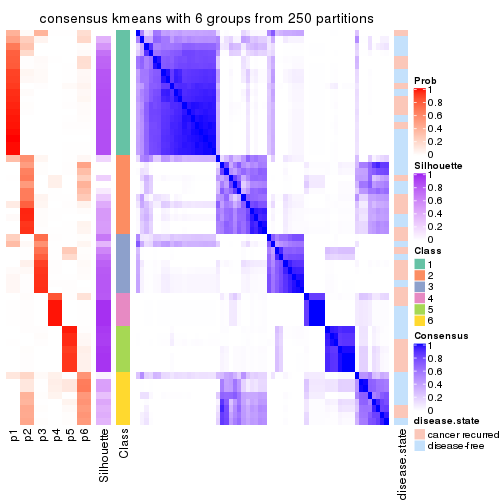 consensus kmeans with 6 groups from 250 partitions
p1
p2
p3
p4
p5
p6
Silhouette
Class
disease.state
Prob
1
0.8
0.6
0.4
0.2
0
Silhouette
1
0.8
0.6
0.4
0.2
0
Class
1
2
3
4
5
6
Consensus
1
0.8
0.6
0.4
0.2
0
disease.state
cancer recurred
disease-free